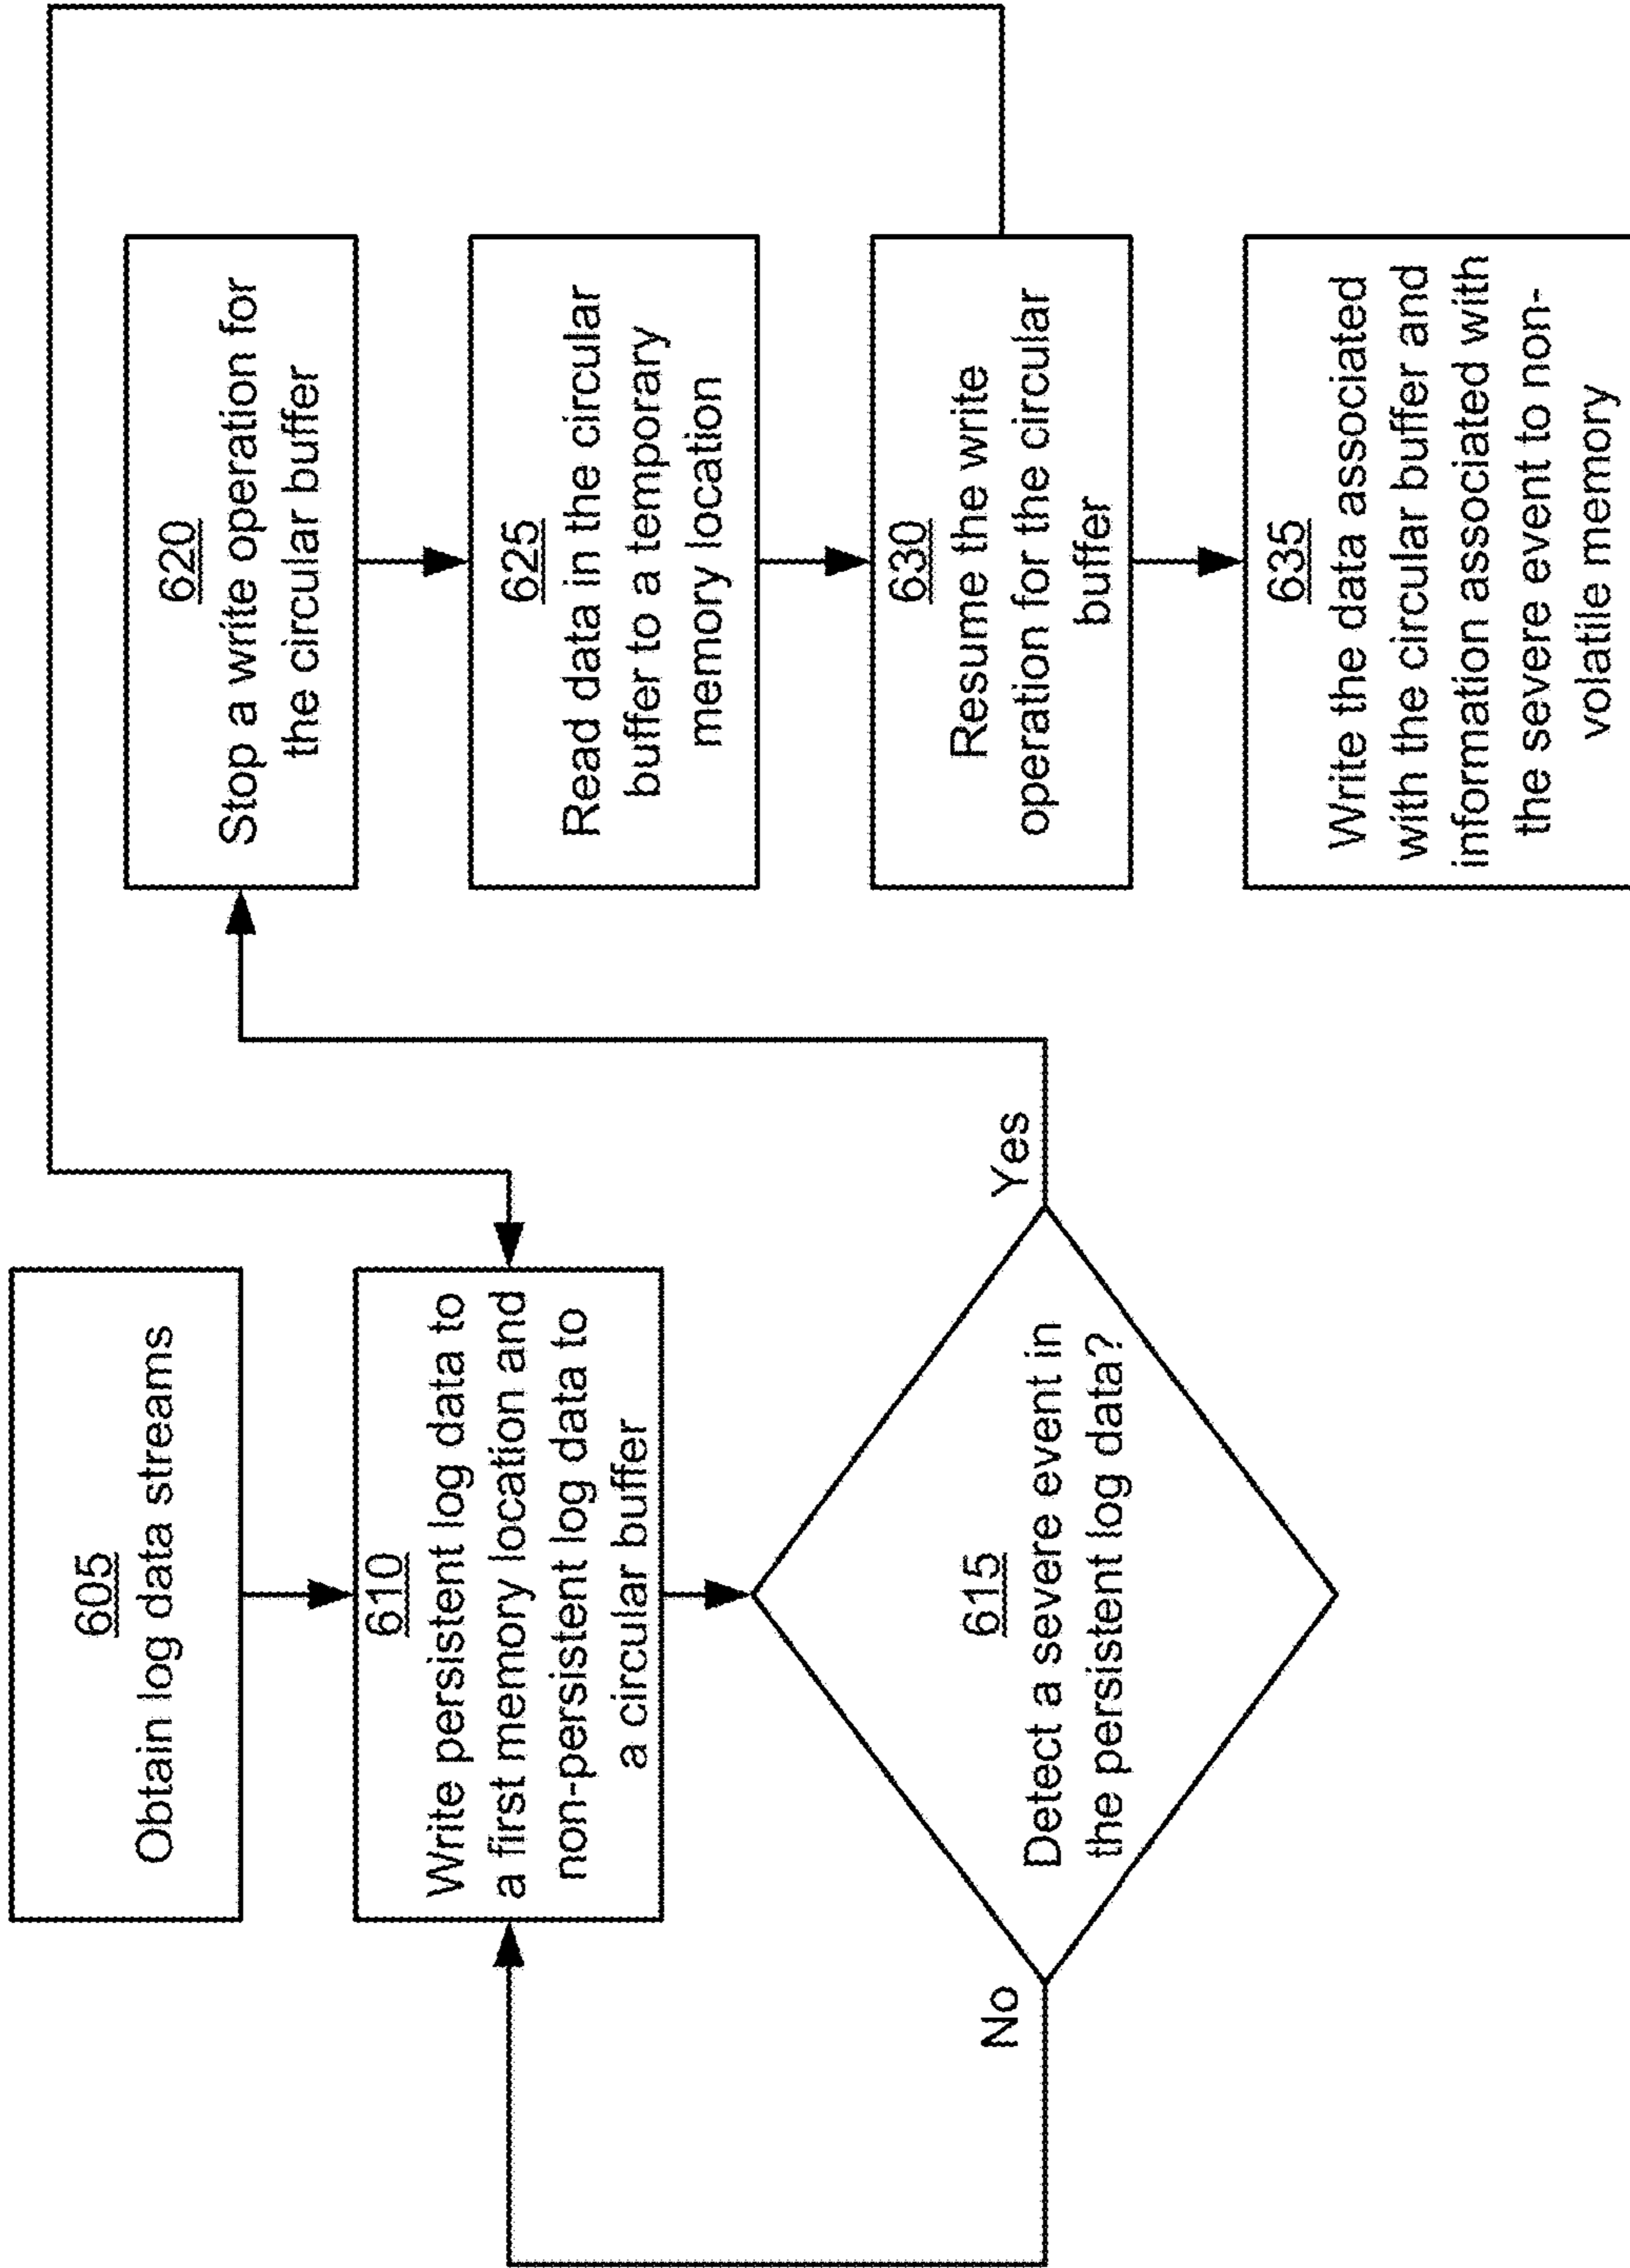 605
Obtain log data streams
610
Write persistent log data to
a first memory location and
non-persistent log data to
a circular buffer
615
Detect a severe event in
the persistent log data?
No
Yes
620
Stop a write operation for
the circular buffer
625
Read data in the circular
buffer to a temporary
memory location
630
Resume the write
operation for the circular
buffer
635
Write the data associated
with the circular buffer and
information associated with
the severe event to non-
volatile memory